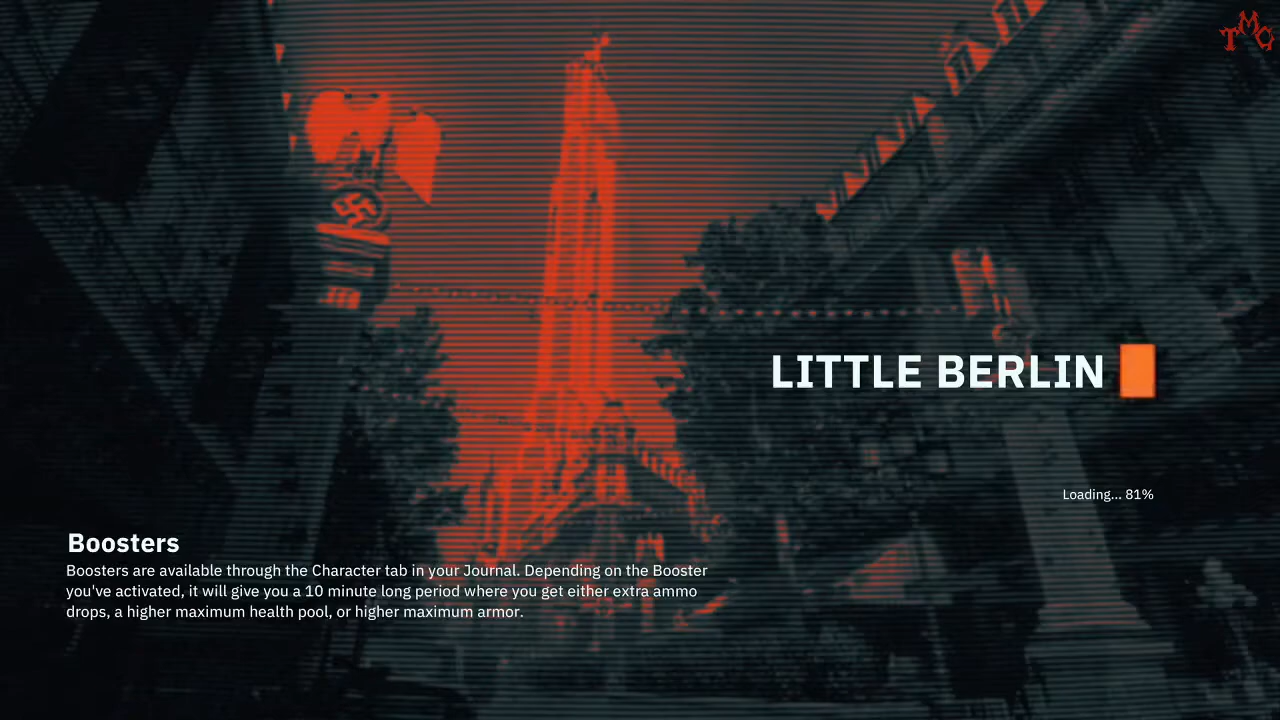 TMQ
LITTLE BERLIN
Loading... 81%
Boosters
Boosters are available through the Character tab in your Journal. Depending on the Booster
you've activated, it will give you a 10 minute long period where you get either extra ammo
drops, a higher maximum health pool, or higher maximum armor.